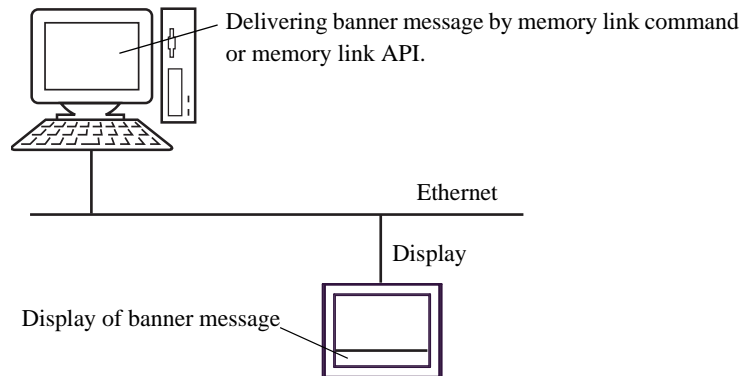 Delivering banner message by memory link command
or memory link API.
Ethernet
Display
Display of banner message